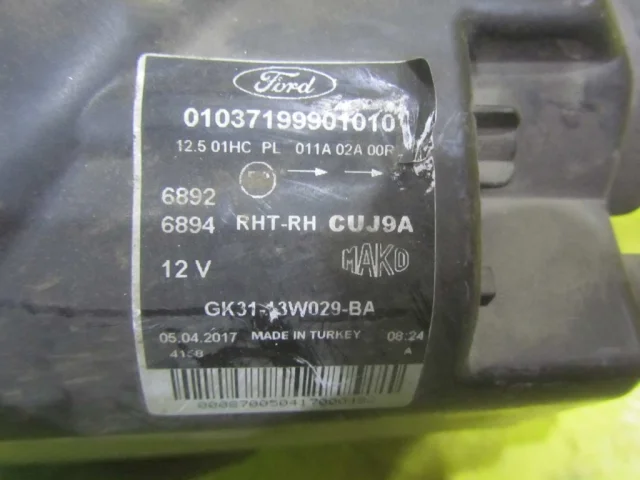 Ford
01037199901010
12.5 01HC PL 011A 02A 00R
6892
6894 RHT-RH CUJ9A
12 V MAKO
GK31-13W029-BA
05.04.2017 MADE IN TURKEY 08:24
A